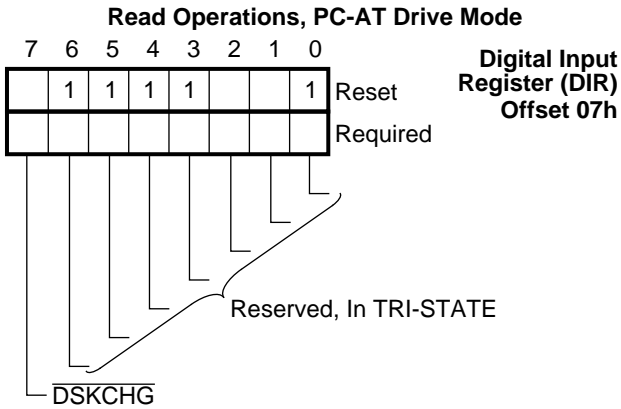 Read Operations, PC-AT Drive Mode
7 6 5 4 3 2 1 0
Digital Input
Register (DIR)
Offset 07h
1 1 1 1 1 Reset
Required
Reserved, In TRI-STATE
D̅S̅K̅C̅H̅G̅